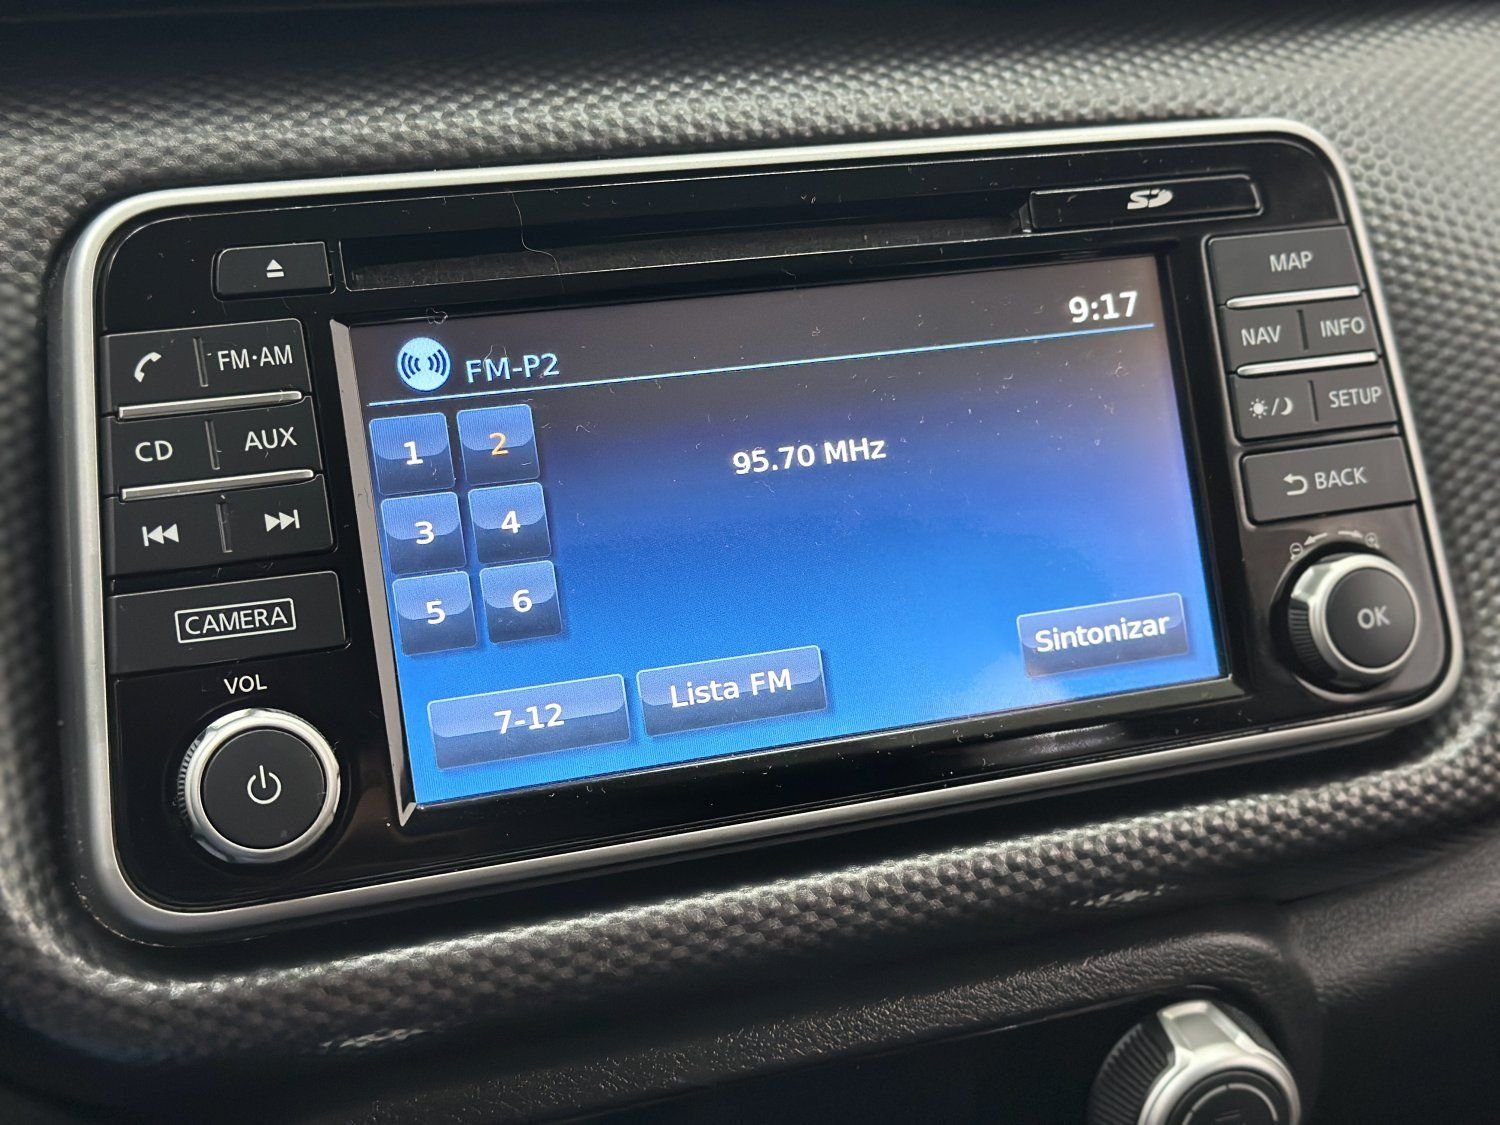 SD
MAP
9:17
NAV INFO
FM·AM
FM-P2
CD AUX
SETUP
1 2
95.70 MHz
3 4
BACK
5 6
CAMERA
OK
Sintonizar
VOL
7-12 Lista FM